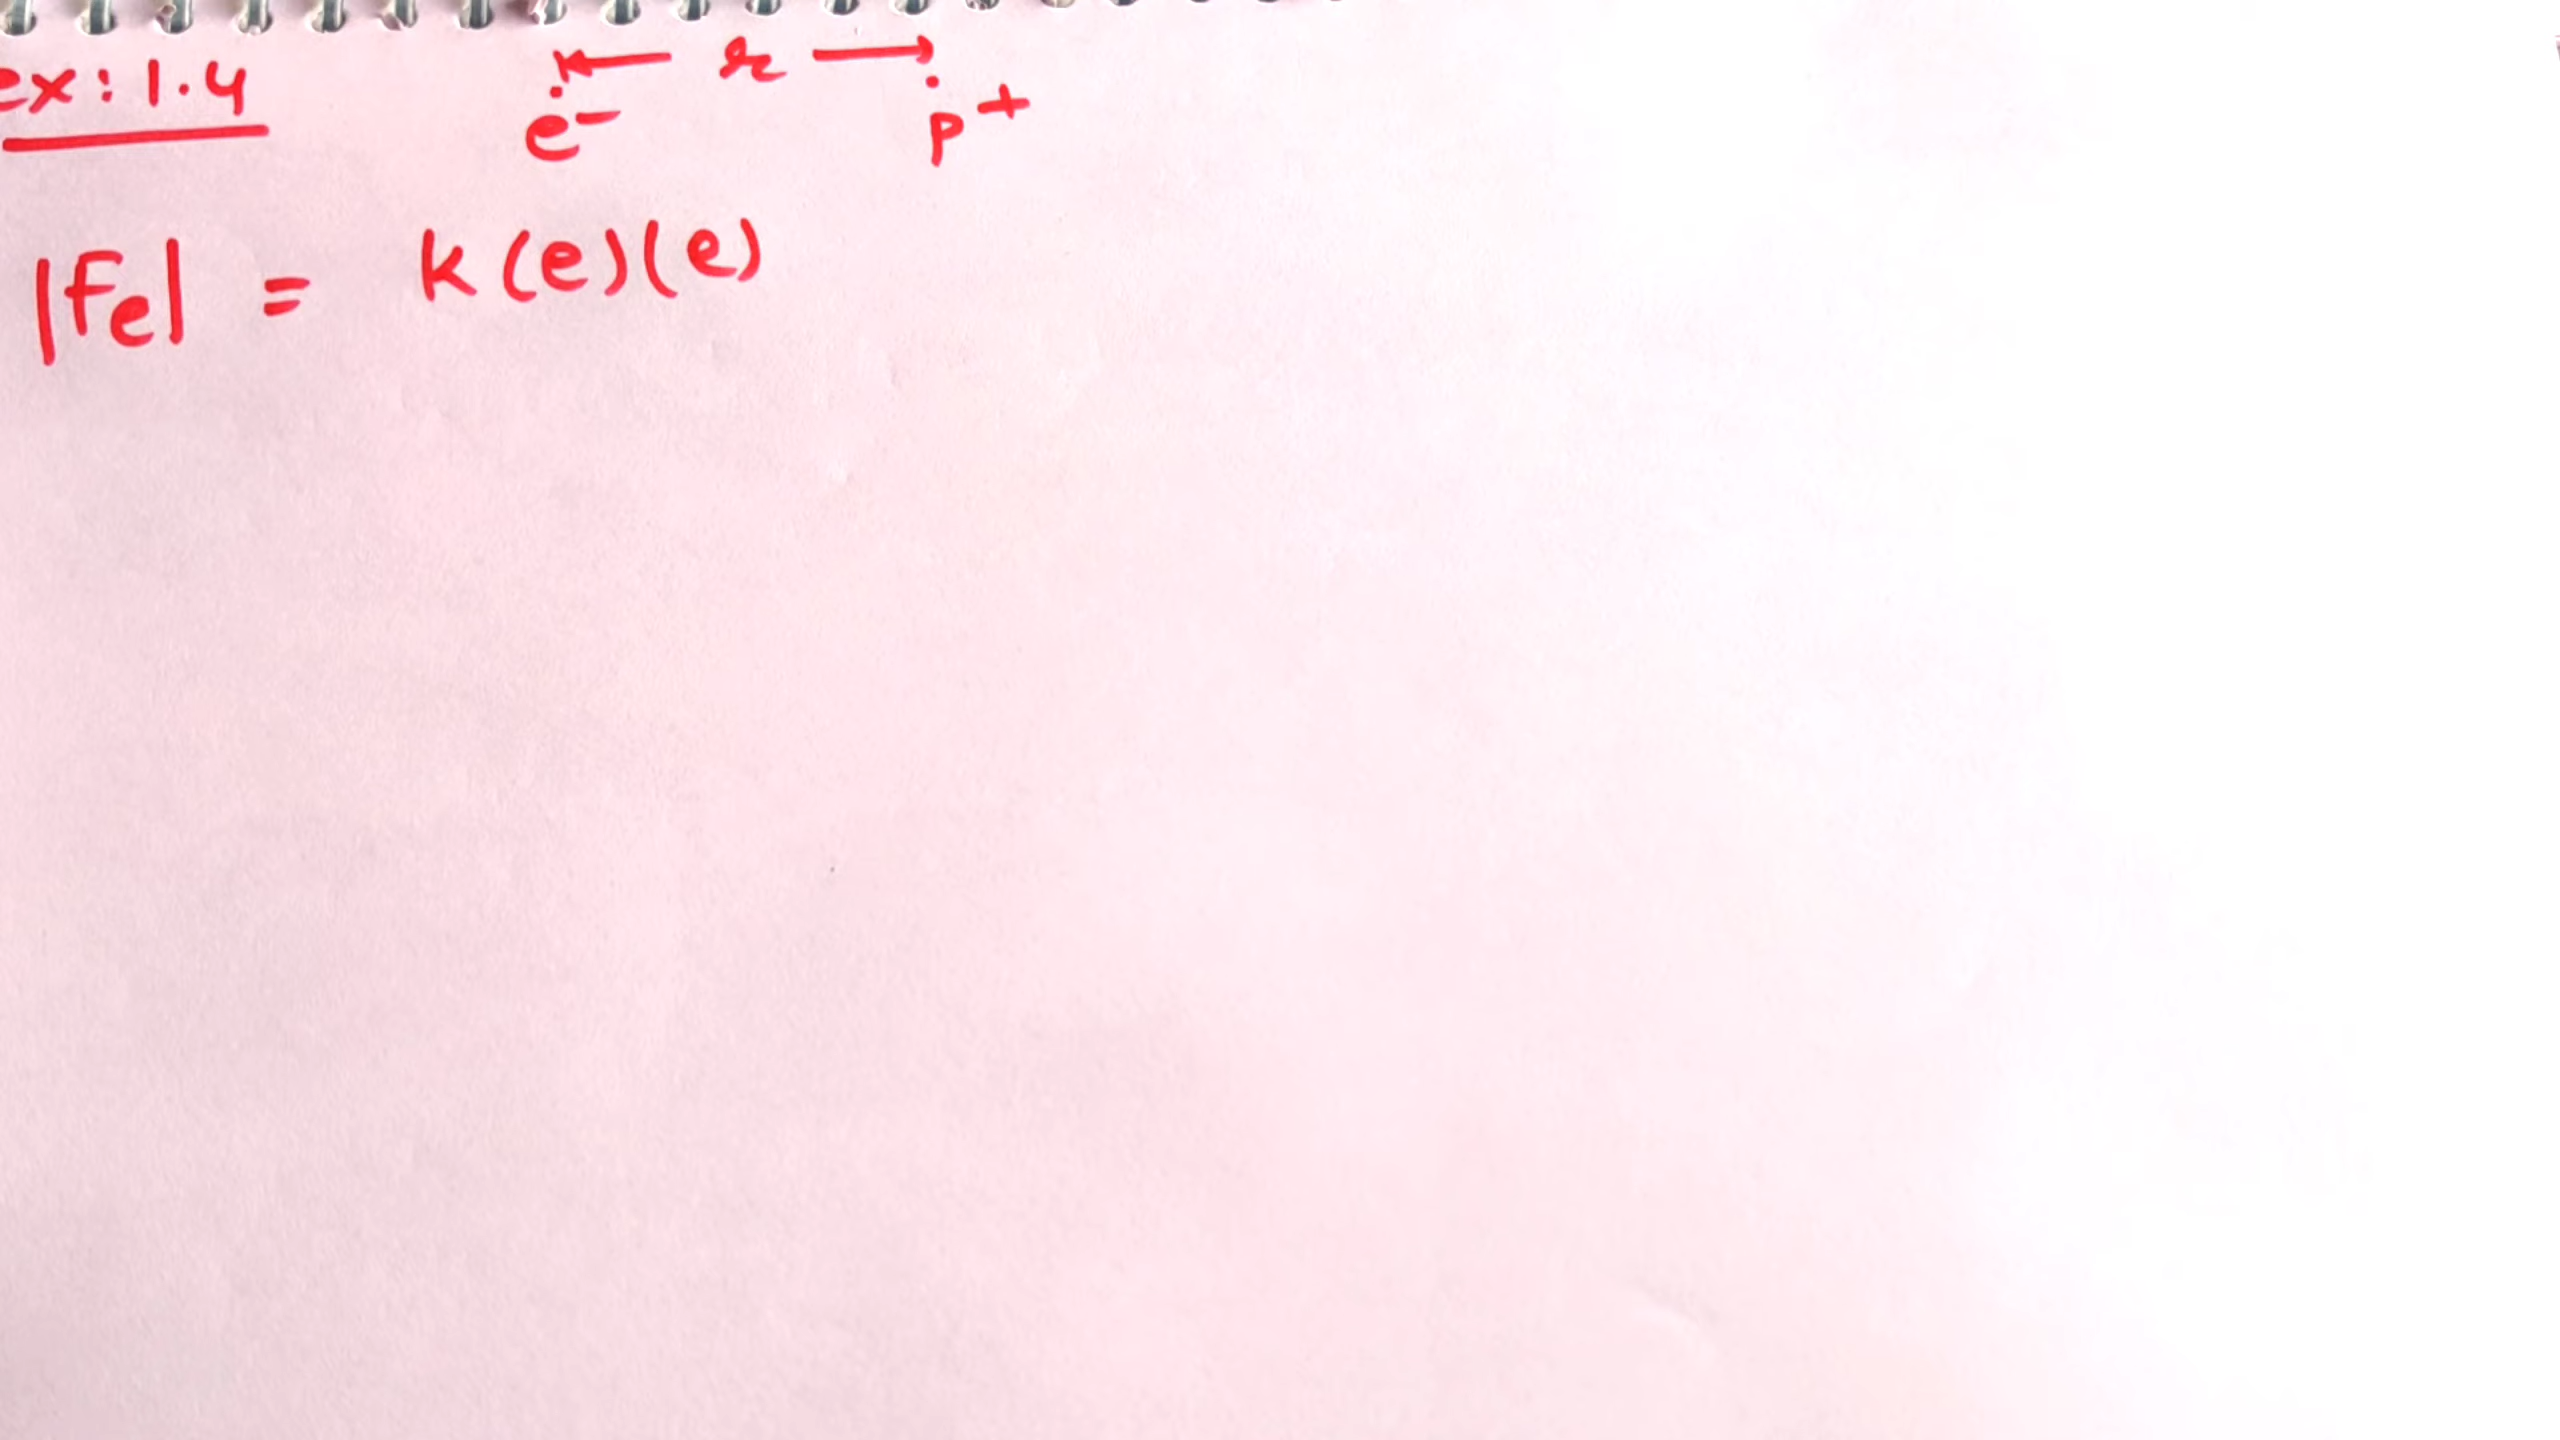 ex: 1.4
← r →
e⁻ p⁺
|Fe| = k(e)(e)